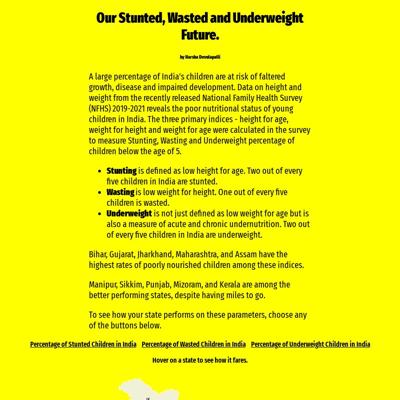 Our Stunted, Wasted and Underweight
Future.
by Harsha Devulapalli
A large percentage of India's children are at risk of faltered
growth, disease and impaired development. Data on height and
weight from the recently released National Family Health Survey
(NFHS) 2019-2021 reveals the poor nutritional status of young
children in India. The three primary indices - height for age,
weight for height and weight for age were calculated in the survey
to measure Stunting, Wasting and Underweight percentage of
children below the age of 5.
• Stunting is defined as low height for age. Two out of every
five children in India are stunted.
• Wasting is low weight for height. One out of every five
children is wasted.
• Underweight is not just defined as low weight for age but is
also a measure of acute and chronic undernutrition. Two out
of every five children in India are underweight.
Bihar, Gujarat, Jharkhand, Maharashtra, and Assam have the
highest rates of poorly nourished children among these indices.
Manipur, Sikkim, Punjab, Mizoram, and Kerala are among the
better performing states, despite having miles to go.
To see how your state performs on these parameters, choose any
of the buttons below.
Percentage of Stunted Children in India Percentage of Wasted Children in India Percentage of Underweight Children in India
Hover on a state to see how it fares.